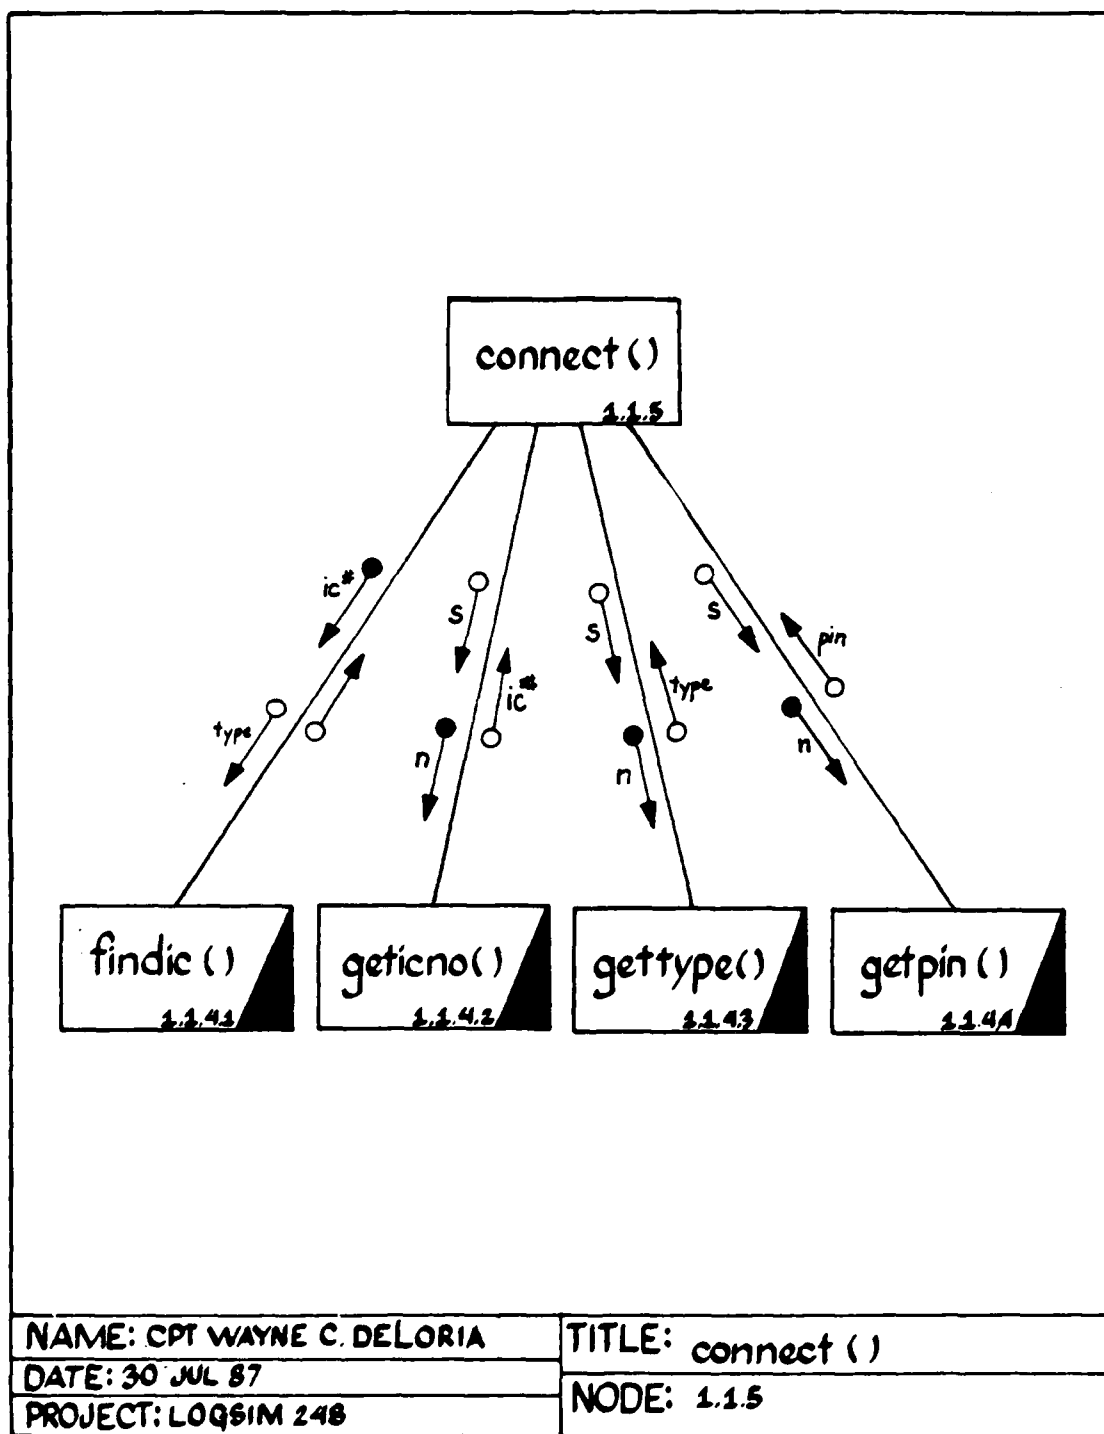 connect ()
1.1.5
ic#
s
s
s
pin
type
ic#
type
n
n
n
findic ()
1.1.4.1
geticno()
1.1.4.2
gettype()
1.1.4.3
getpin ()
1.1.4.4
NAME: CPT WAYNE C. DELORIA
DATE: 30 JUL 87
PROJECT: LOGSIM 248
TITLE: connect ()
NODE: 1.1.5